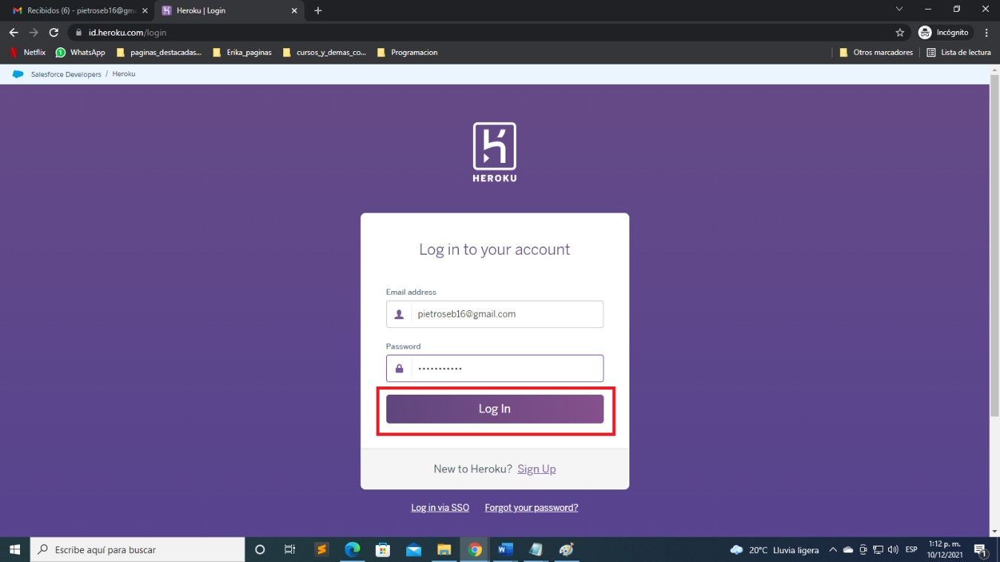 Recibidos (6) - pietroseb16@gm
Heroku | Login
id.heroku.com/login
Incógnito
Netflix
WhatsApp
paginas_destacadas...
Erika_paginas
cursos_y_demas_co...
Programacion
Otros marcadores
Lista de lectura
Salesforce Developers / Heroku
HEROKU
Log in to your account
Email address
pietroseb16@gmail.com
Password
•••••••••••
Log In
New to Heroku? Sign Up
Log in via SSO
Forgot your password?
Escribe aquí para buscar
20°C Lluvia ligera
ESP
1:12 p. m.
10/12/2021
1